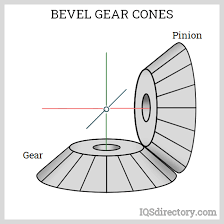 BEVEL GEAR CONES
Pinion
Gear
IQSdirectory.com